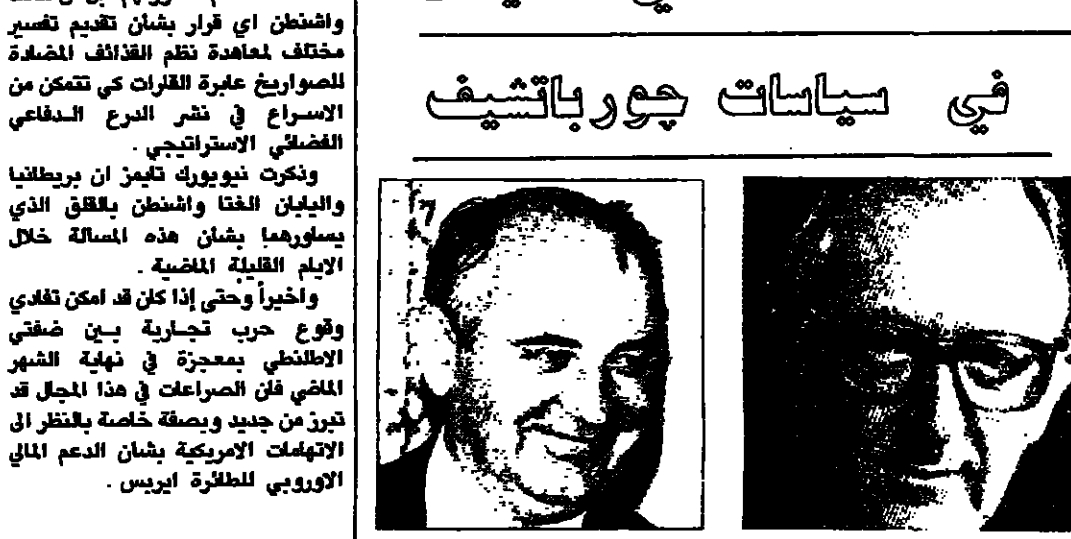 في سياسات جورباتشيف
واشنطن اي قرار بشأن تقديم تفسير
مختلف لمعاهدة نظم القذائف المضادة
للصواريخ عابرة القارات كي تتمكن من
الاسراع في نشر الدرع الدفاعي
الفضائي الاستراتيجي .
وذكرت نيويورك تايمز ان بريطانيا
واليابان الغتا واشنطن بالقلق الذي
يساورهما بشأن هذه المسالة خلال
الايام القليلة الماضية .
واخيراً وحتى إذا كان قد امكن تفادي
وقوع حرب تجارية بين ضفتي
الاطلنطي بمعجزة في نهاية الشهر
الماضي فان الصراعات في هذا المجال قد
تبرز من جديد وبصفة خاصة بالنظر الى
الاتهامات الامريكية بشأن الدعم المالي
الاوروبي للطائرة ايربس .